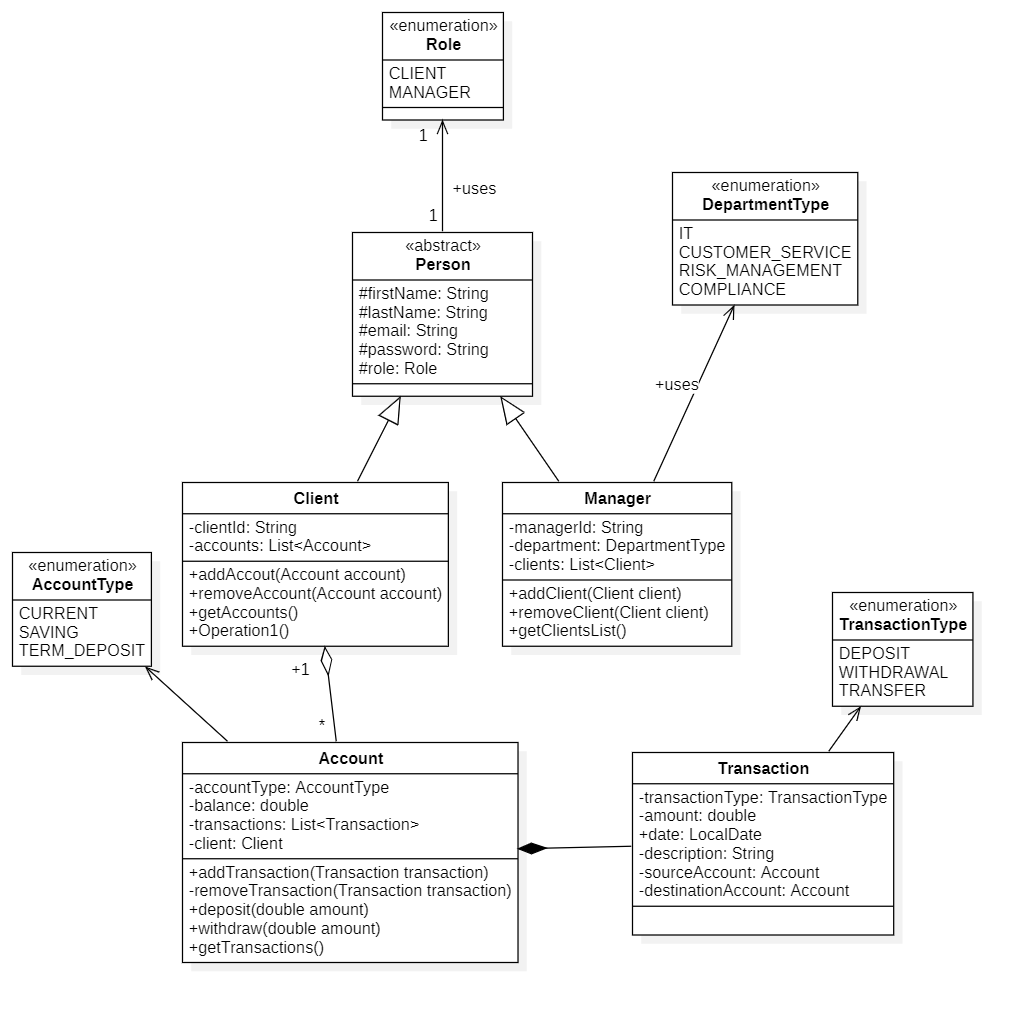 «enumeration»
Role
CLIENT
MANAGER
1
+uses
1
«abstract»
Person
#firstName: String
#lastName: String
#email: String
#password: String
#role: Role
«enumeration»
DepartmentType
IT
CUSTOMER_SERVICE
RISK_MANAGEMENT
COMPLIANCE
+uses
Client
-clientId: String
-accounts: List<Account>
+addAccout(Account account)
+removeAccount(Account account)
+getAccounts()
+Operation1()
Manager
-managerId: String
-department: DepartmentType
-clients: List<Client>
+addClient(Client client)
+removeClient(Client client)
+getClientsList()
«enumeration»
AccountType
CURRENT
SAVING
TERM_DEPOSIT
«enumeration»
TransactionType
DEPOSIT
WITHDRAWAL
TRANSFER
+1
*
Account
-accountType: AccountType
-balance: double
-transactions: List<Transaction>
-client: Client
+addTransaction(Transaction transaction)
-removeTransaction(Transaction transaction)
+deposit(double amount)
+withdraw(double amount)
+getTransactions()
Transaction
-transactionType: TransactionType
-amount: double
+date: LocalDate
-description: String
-sourceAccount: Account
-destinationAccount: Account